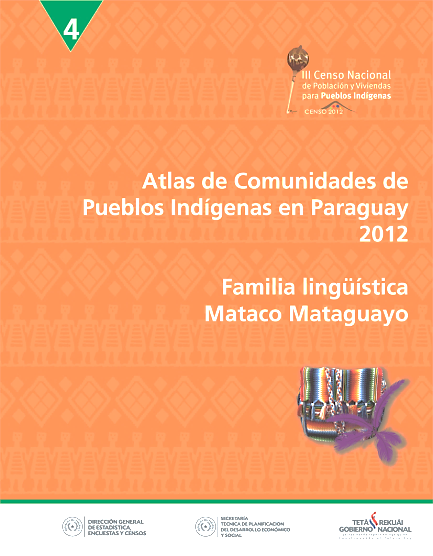 4
III Censo Nacional
de Población y Viviendas
para Pueblos Indígenas
CENSO 2012
Atlas de Comunidades de
Pueblos Indígenas en Paraguay
2012
Familia lingüística
Mataco Mataguayo
DIRECCIÓN GENERAL
DE ESTADÍSTICA,
ENCUESTAS Y CENSOS
SECRETARÍA
TÉCNICA DE PLANIFICACIÓN
DEL DESARROLLO ECONÓMICO
Y SOCIAL
TETÃ REKUÁI
GOBIERNO NACIONAL